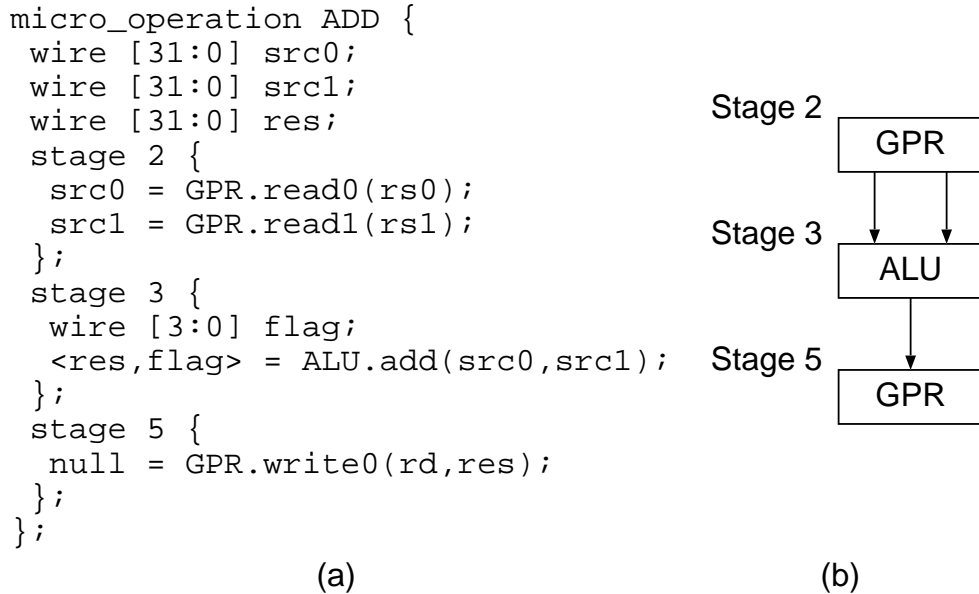 micro_operation ADD {
wire [31:0] src0;
wire [31:0] src1;
wire [31:0] res;
stage 2 {
src0 = GPR.read0(rs0);
src1 = GPR.read1(rs1);
};
stage 3 {
wire [3:0] flag;
<res,flag> = ALU.add(src0,src1);
};
stage 5 {
null = GPR.write0(rd,res);
};
};
(a)
Stage 2
GPR
Stage 3
ALU
Stage 5
GPR
(b)